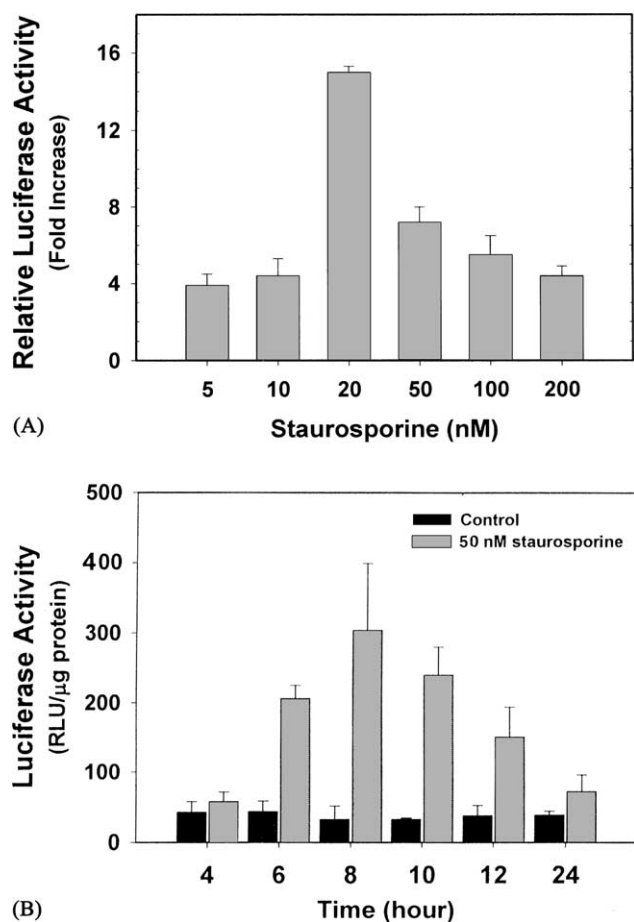 Relative Luciferase Activity
(Fold Increase)
16
12
8
4
0
5 10 20 50 100 200
(A)
Staurosporine (nM)
Luciferase Activity
(RLU/µg protein)
500
400
300
200
100
0
Control
50 nM staurosporine
4 6 8 10 12 24
(B)
Time (hour)